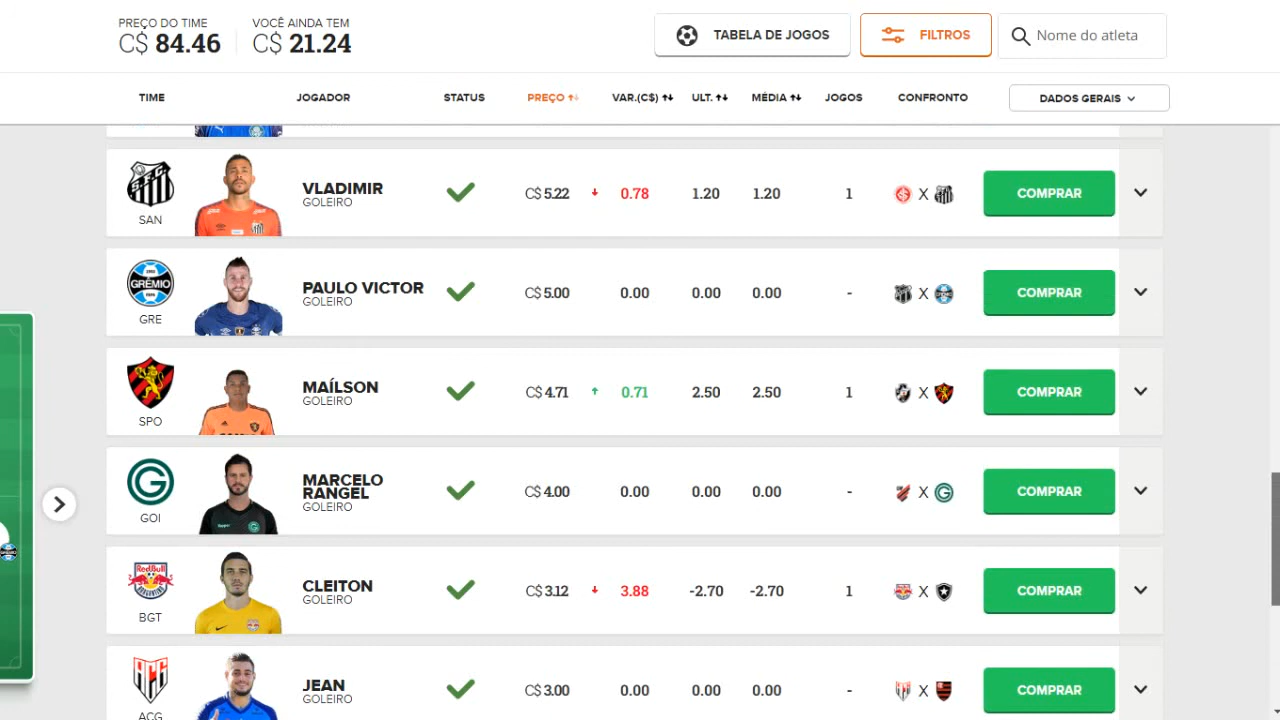 PREÇO DO TIME VOCÊ AINDA TEM
C$ 84.46 C$ 21.24
TABELA DE JOGOS FILTROS Nome do atleta
TIME JOGADOR STATUS PREÇO VAR.(C$) ULT. MÉDIA JOGOS CONFRONTO DADOS GERAIS
VLADIMIR
GOLEIRO
C$ 5.22 0.78 1.20 1.20 1 X COMPRAR
SAN
PAULO VICTOR
GOLEIRO
C$ 5.00 0.00 0.00 0.00 - X COMPRAR
GRÊMIO
GRE
MAÍLSON
GOLEIRO
C$ 4.71 0.71 2.50 2.50 1 X COMPRAR
SPO
MARCELO
RANGEL
GOLEIRO
C$ 4.00 0.00 0.00 0.00 - X COMPRAR
GOI
RedBull
CLEITON
GOLEIRO
C$ 3.12 3.88 -2.70 -2.70 1 X COMPRAR
BGT
JEAN
GOLEIRO
C$ 3.00 0.00 0.00 0.00 - X COMPRAR
ACG